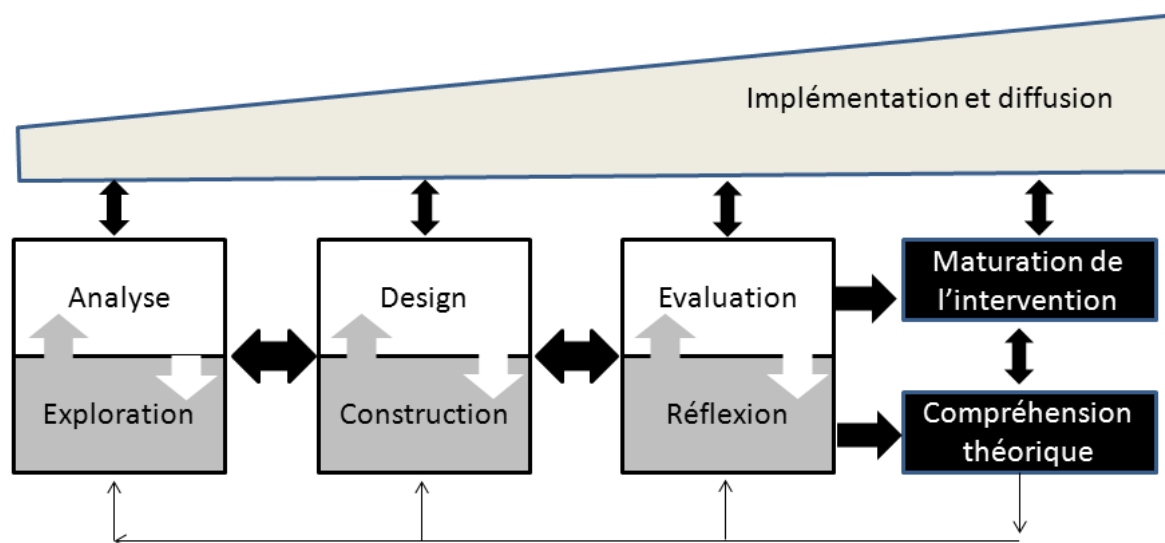 Implémentation et diffusion
Analyse
Exploration
Design
Construction
Evaluation
Réflexion
Maturation de
l'intervention
Compréhension
théorique